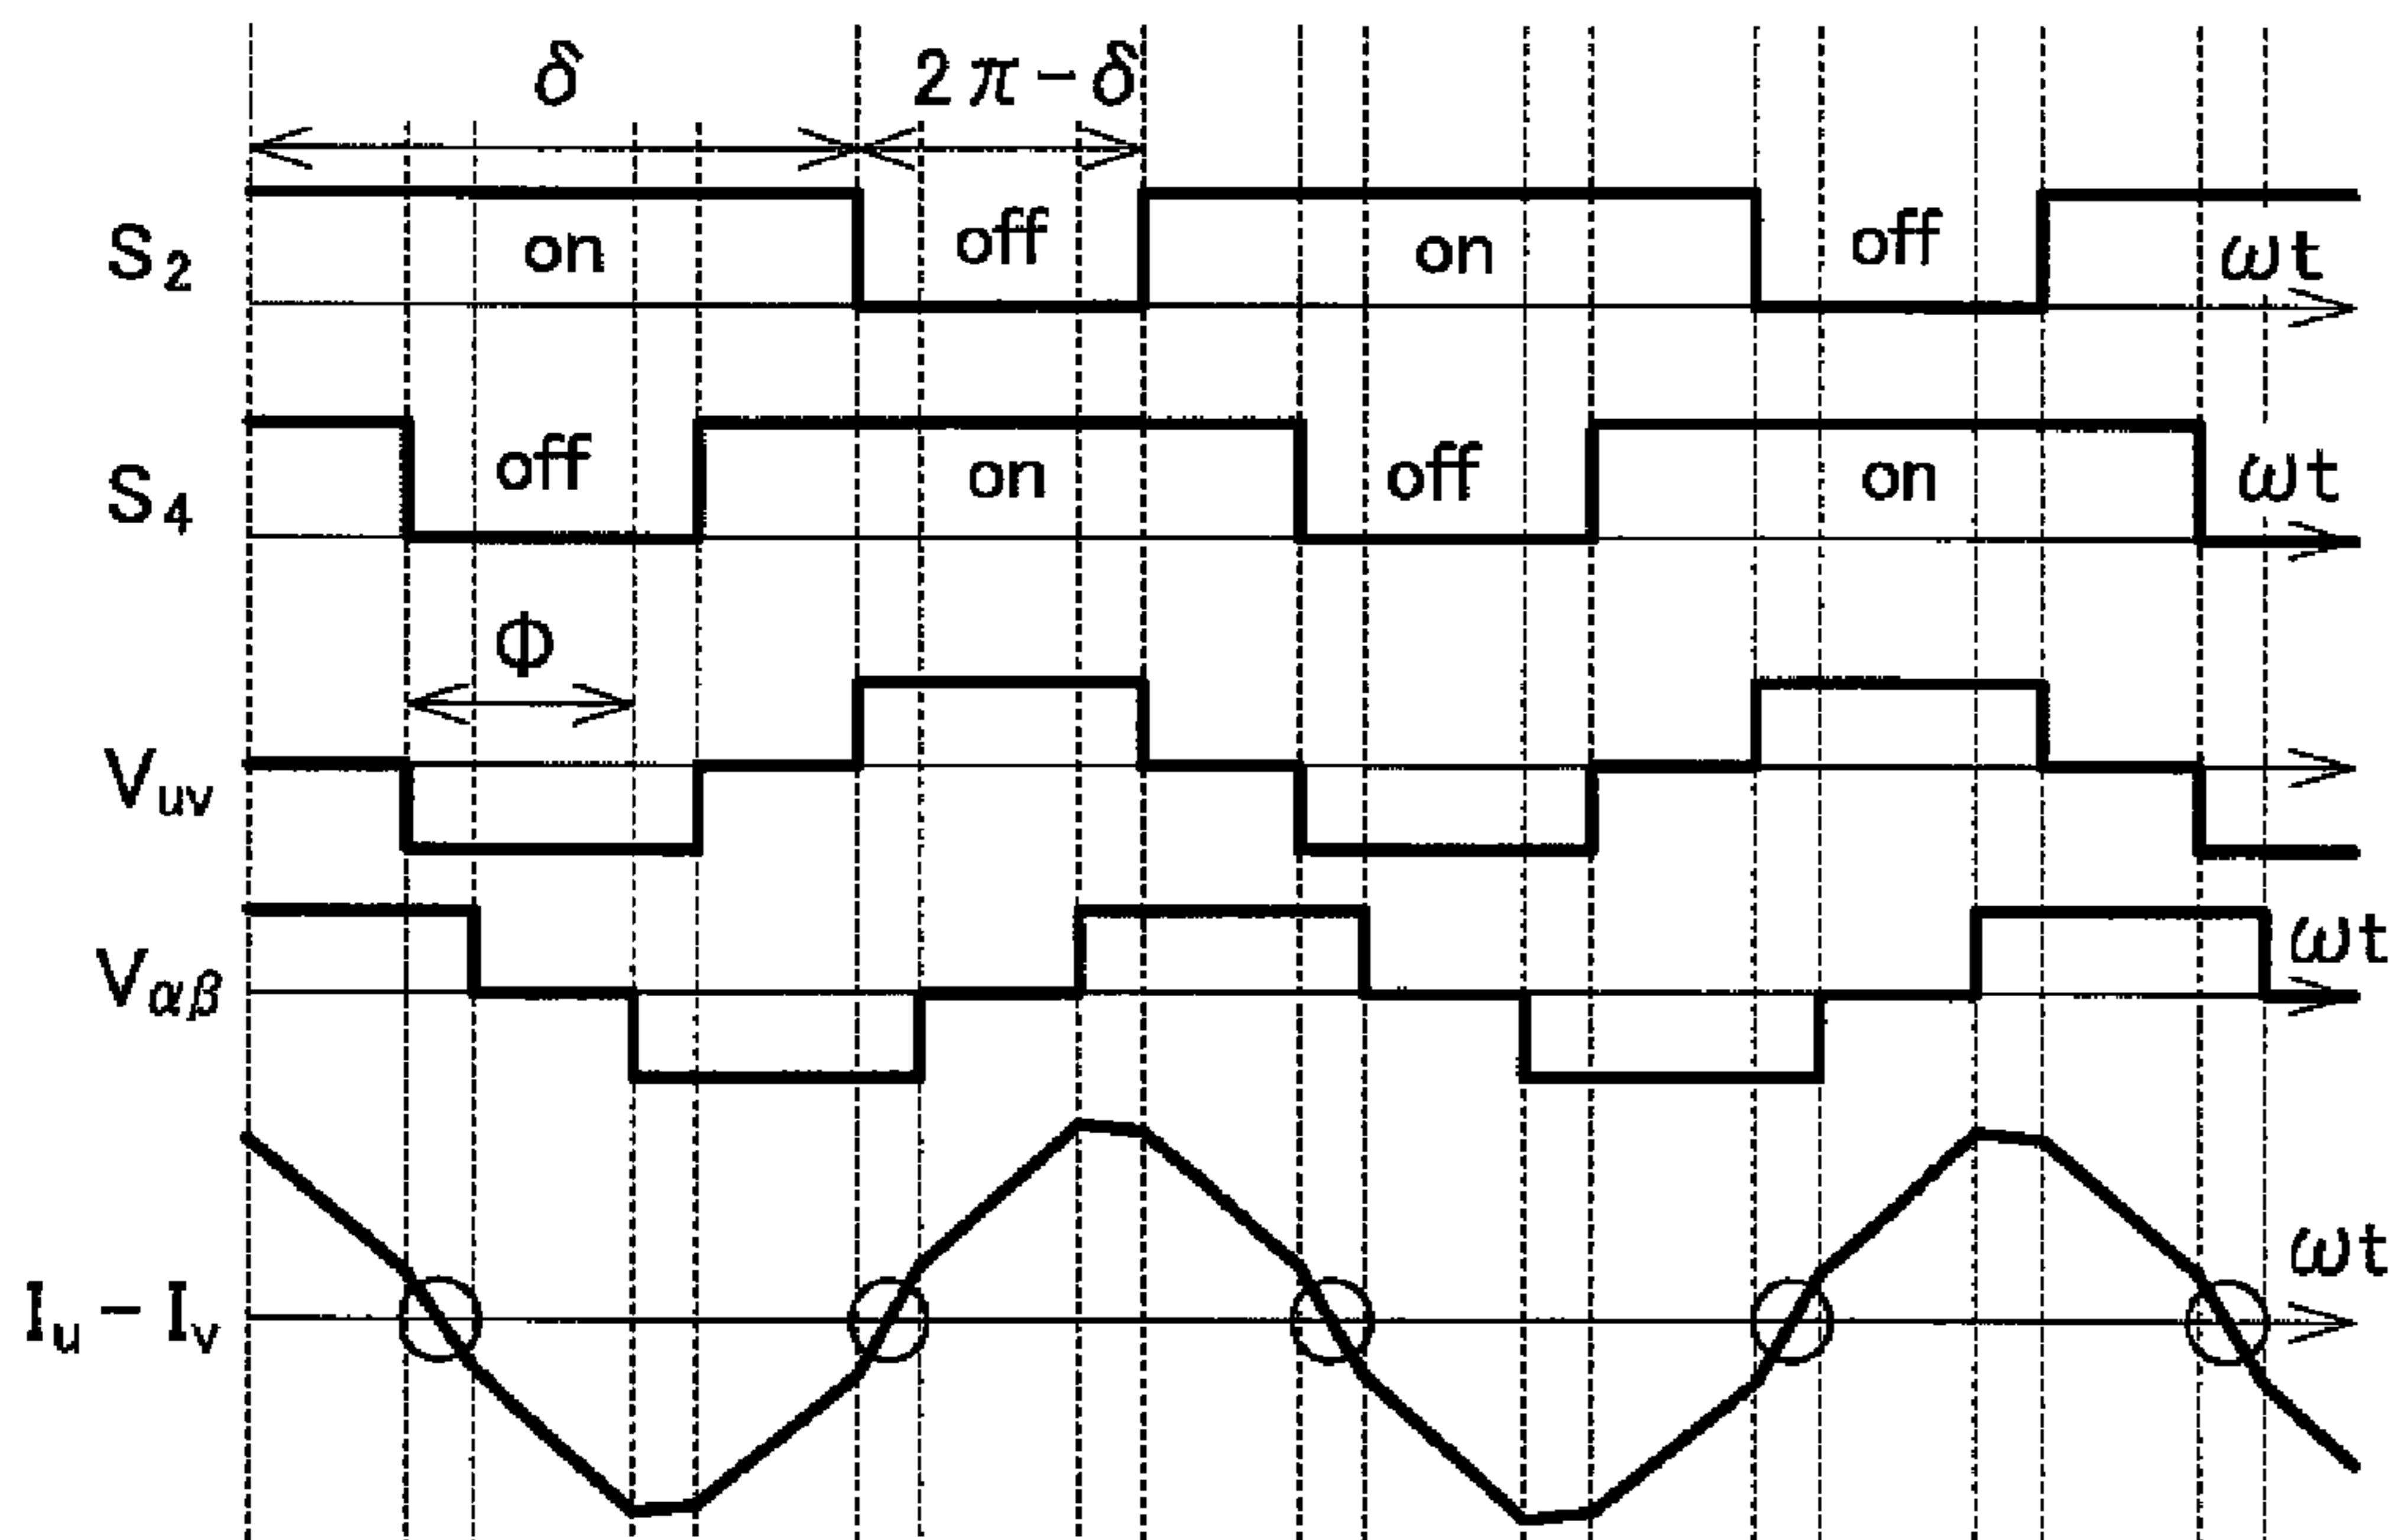 δ 2π-δ
S₂ on off on off ωt
S₄ off on off on ωt
Φ
Vuv
Vαβ ωt
Iu - Iv ωt